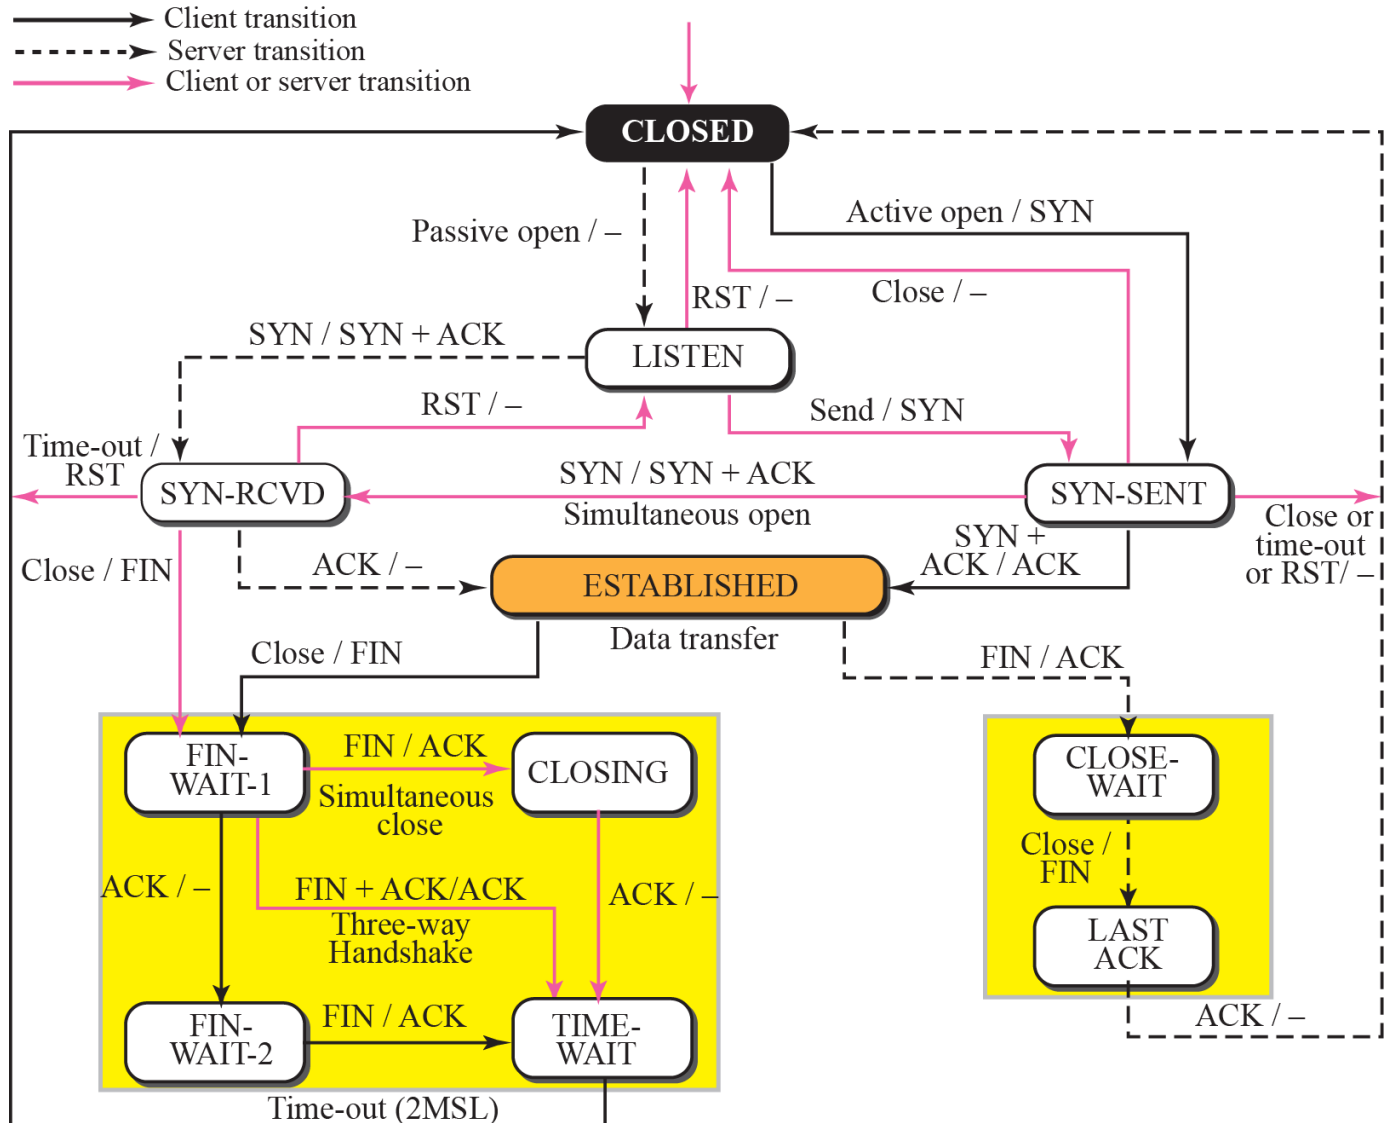 Client transition
Server transition
Client or server transition
CLOSED
Active open / SYN
Passive open / –
RST / –
Close / –
SYN / SYN + ACK
LISTEN
RST / –
Send / SYN
Time-out /
RST
SYN-RCVD
SYN / SYN + ACK
Simultaneous open
SYN-SENT
Close or
time-out
or RST/ –
Close / FIN
ACK / –
SYN +
ACK / ACK
ESTABLISHED
Data transfer
Close / FIN
FIN / ACK
FIN-
WAIT-1
FIN / ACK
Simultaneous
close
CLOSING
CLOSE-
WAIT
Close /
FIN
ACK / –
FIN + ACK/ACK
Three-way
Handshake
ACK / –
LAST
ACK
FIN-
WAIT-2
FIN / ACK
TIME-
WAIT
ACK / –
Time-out (2MSL)